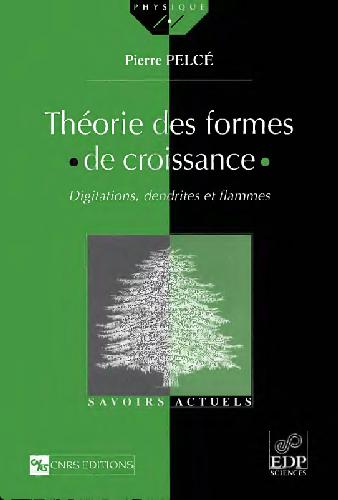 PHYSIQUE
Pierre PELCÉ
Théorie des formes
• de croissance •
Digitations, dendrites et flammes
SAVOIRS ACTUELS
CNRS EDITIONS
EDP
SCIENCES